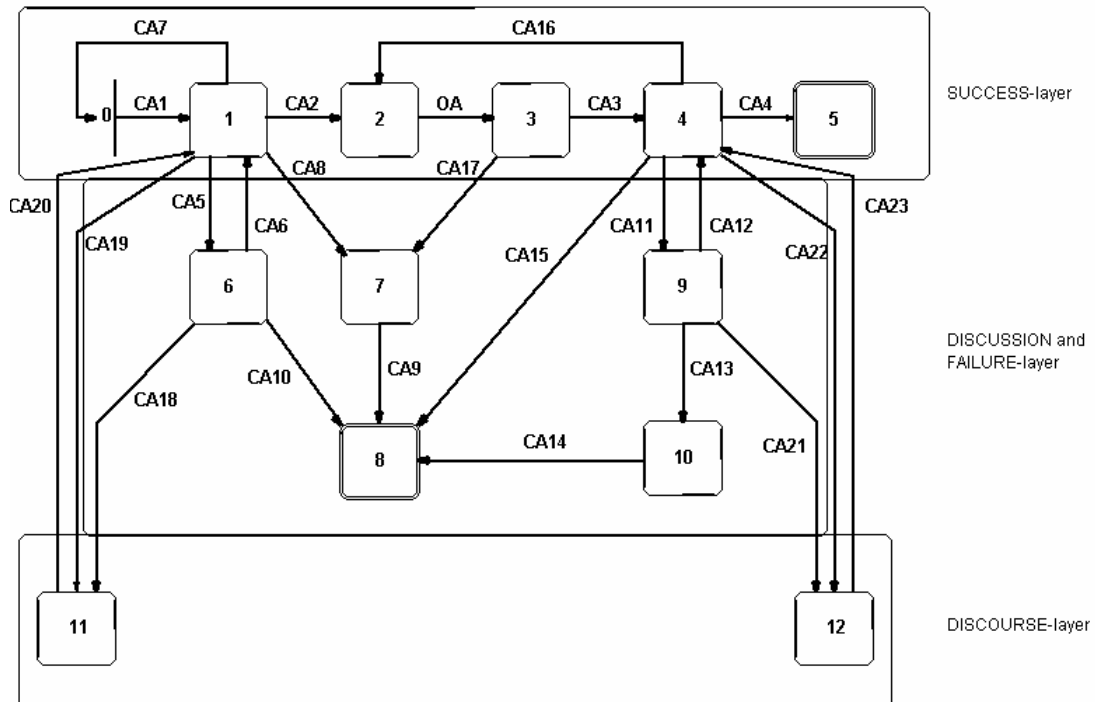 CA7
CA16
0
CA1
1
CA2
2
OA
3
CA3
4
CA4
5
SUCCESS-layer
CA20
CA19
CA5
CA6
CA8
CA17
CA15
CA11
CA12
CA22
CA23
6
7
9
DISCUSSION and
FAILURE-layer
CA18
CA10
CA9
CA13
CA21
8
CA14
10
11
12
DISCOURSE-layer